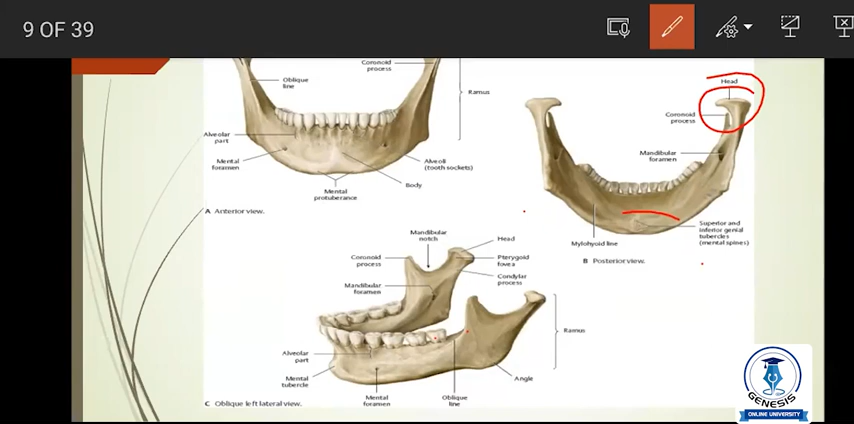 9 OF 39
Coronoid
process
Oblique
line
Ramus
Alveolar
part
Mental
foramen
Alveoli
(tooth sockets)
Body
Mental
protuberance
A Anterior view.
Head
Coronoid
process
Mandibular
foramen
Superior and
inferior genial
tubercles
(mental spines)
Mylohyoid line
B Posterior view.
Mandibular
notch
Head
Coronoid
process
Pterygoid
fovea
Condylar
process
Mandibular
foramen
Ramus
Alveolar
part
Mental
tubercle
Angle
Mental
foramen
Oblique
line
C Oblique left lateral view.
GENESIS
ONLINE UNIVERSITY